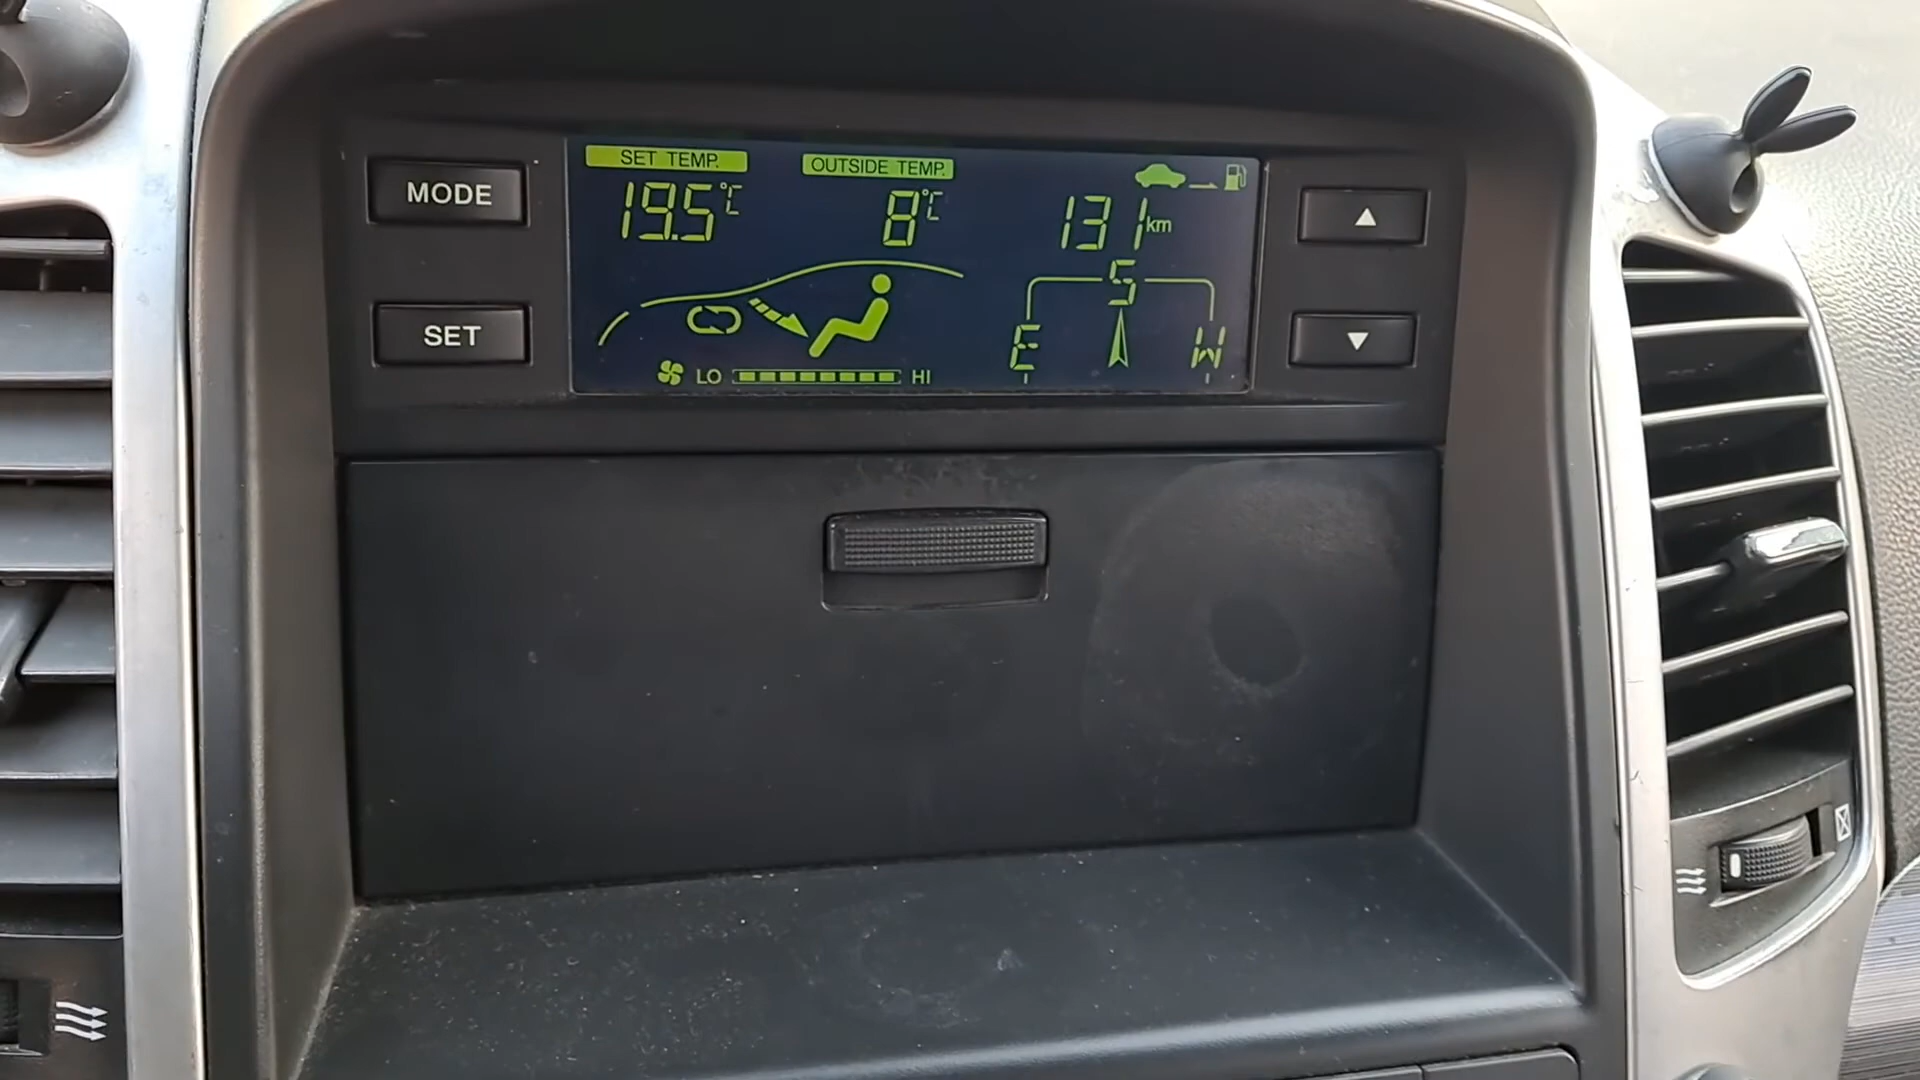 MODE
SET TEMP.
OUTSIDE TEMP.
19.5°C
8°C
131km
S
SET
E
W
LO
HI